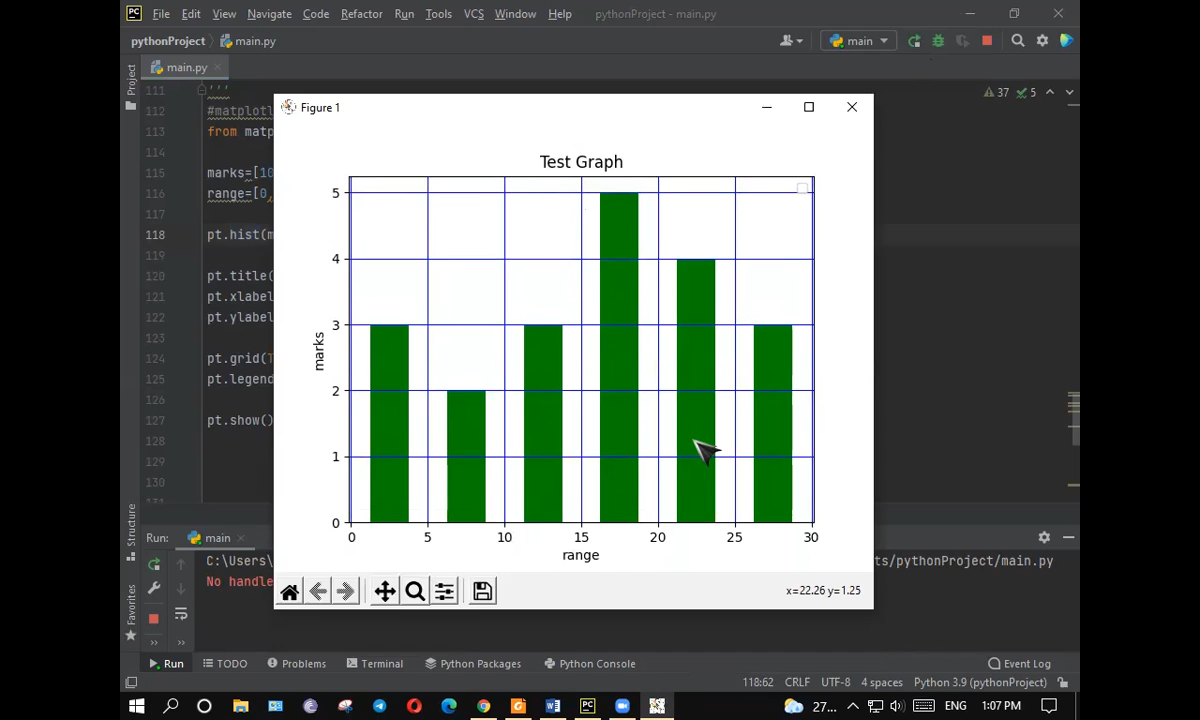 PC File Edit View Navigate Code Refactor Run Tools VCS Window Help pythonProject - main.py
pythonProject main.py main
main.py
Project
111 '''
112 #matplotl
113 from matp
114
115 marks=[10
116 range=[0,
117
118 pt.hist(m
119
120 pt.title(
121 pt.xlabel
122 pt.ylabel
123
124 pt.grid(T
125 pt.legend
126
127 pt.show()
128
129
130
37 5
Figure 1
Test Graph
5
4
3
2
1
0
marks
0 5 10 15 20 25 30
range
x=22.26 y=1.25
Structure
Favorites
Run: main
C:\Users\
ts/pythonProject/main.py
No handle
Run TODO Problems Terminal Python Packages Python Console Event Log
118:62 CRLF UTF-8 4 spaces Python 3.9 (pythonProject)
27... ENG 1:07 PM